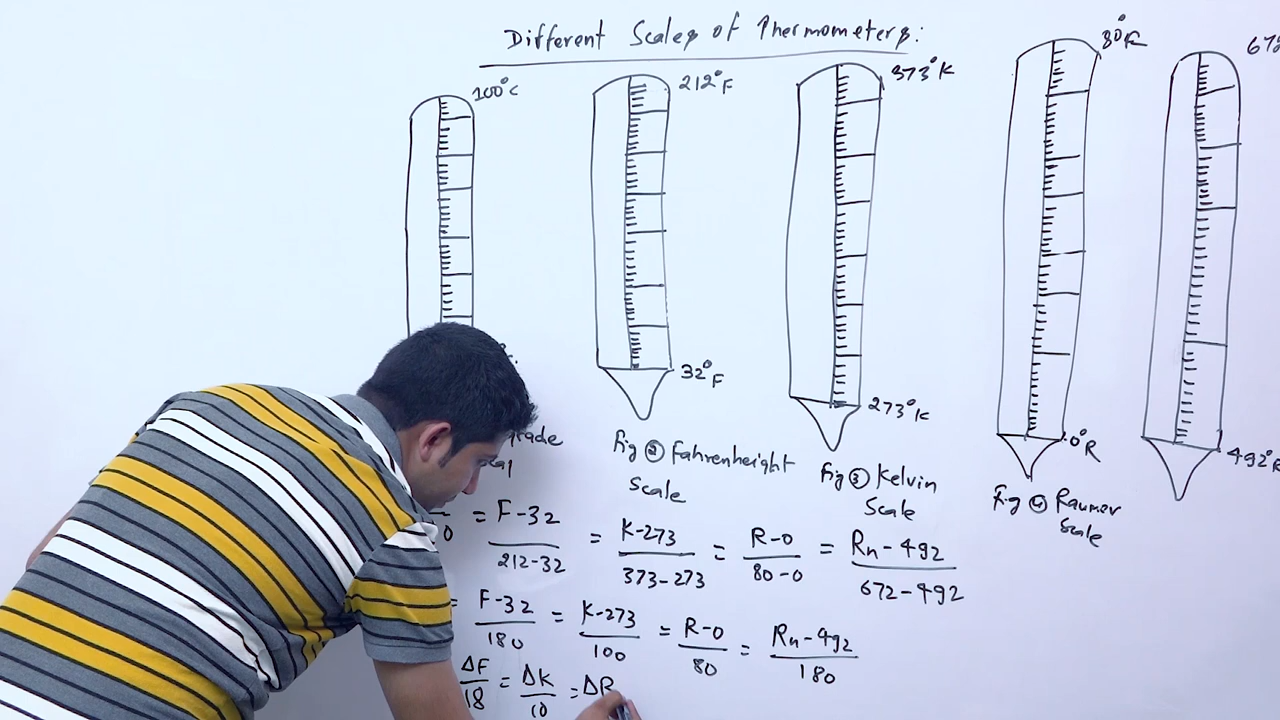 Different Scales of Thermometers:
100°C
212°F
373°K
80°R
672
32°F
273°K
0°R
492°R
Fig ② Fahrenheight
Scale
Fig ③ Kelvin
Scale
Fig ④ Raumer
Scale
= F-32 / 212-32 = K-273 / 373-273 = R-0 / 80-0 = Rn-492 / 672-492
= F-32 / 180 = K-273 / 100 = R-0 / 80 = Rn-492 / 180
ΔF / 18 = ΔK / 10 = ΔR